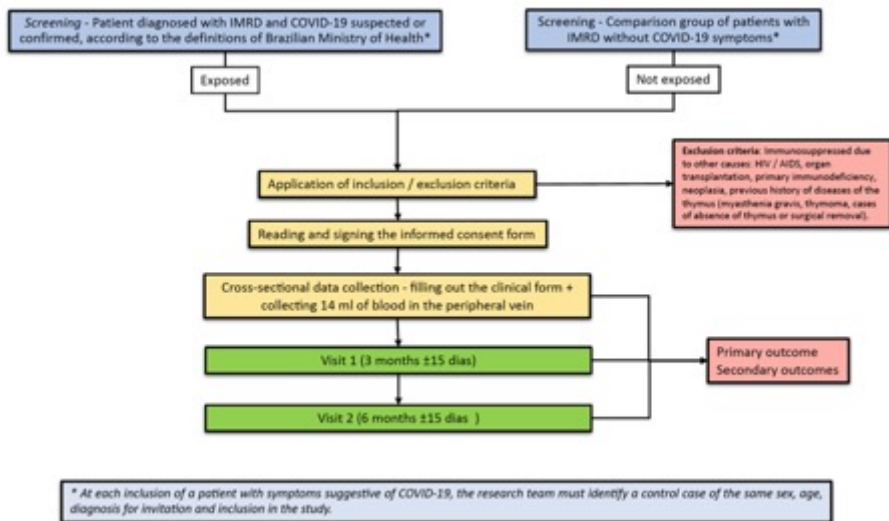 Screening - Patient diagnosed with IMRD and COVID-19 suspected or
confirmed, according to the definitions of Brazilian Ministry of Health*
Screening - Comparison group of patients with
IMRD without COVID-19 symptoms*
Exposed
Not exposed
Exclusion criteria: Immunosuppressed due
to other causes: HIV / AIDS, organ
transplantation, primary immunodeficiency,
neoplasia, previous history of diseases of the
thymus (myasthenia gravis, thymoma, cases
of absence of thymus or surgical removal).
Application of inclusion / exclusion criteria
Reading and signing the informed consent form
Cross-sectional data collection - filling out the clinical form +
collecting 14 ml of blood in the peripheral vein
Visit 1 (3 months ±15 dias)
Primary outcome
Secondary outcomes
Visit 2 (6 months ±15 dias )
* At each inclusion of a patient with symptoms suggestive of COVID-19, the research team must identify a control case of the same sex, age,
diagnosis for invitation and inclusion in the study.